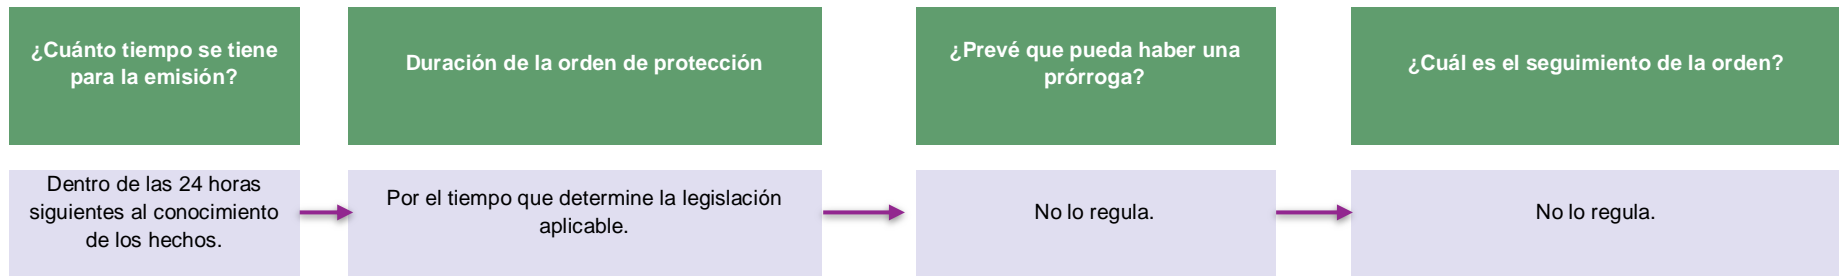 ¿Cuánto tiempo se tiene
para la emisión?
Duración de la orden de protección
¿Prevé que pueda haber una
prórroga?
¿Cuál es el seguimiento de la orden?
Dentro de las 24 horas
siguientes al conocimiento
de los hechos.
Por el tiempo que determine la legislación
aplicable.
No lo regula.
No lo regula.